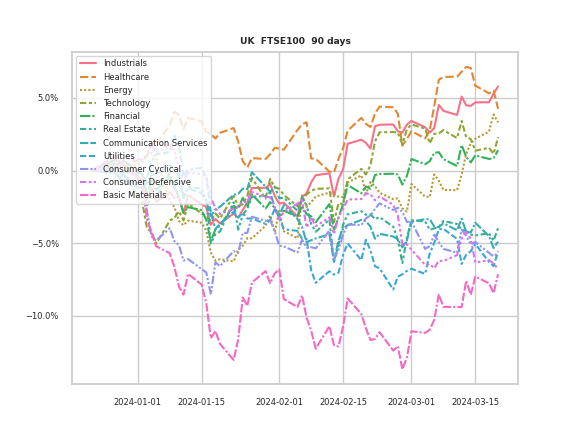 UK  FTSE100  90 days
Industrials
Healthcare
Energy
Technology
Financial
Real Estate
Communication Services
Utilities
Consumer Cyclical
Consumer Defensive
Basic Materials
5.0%
0.0%
−5.0%
−10.0%
2024-01-01
2024-01-15
2024-02-01
2024-02-15
2024-03-01
2024-03-15